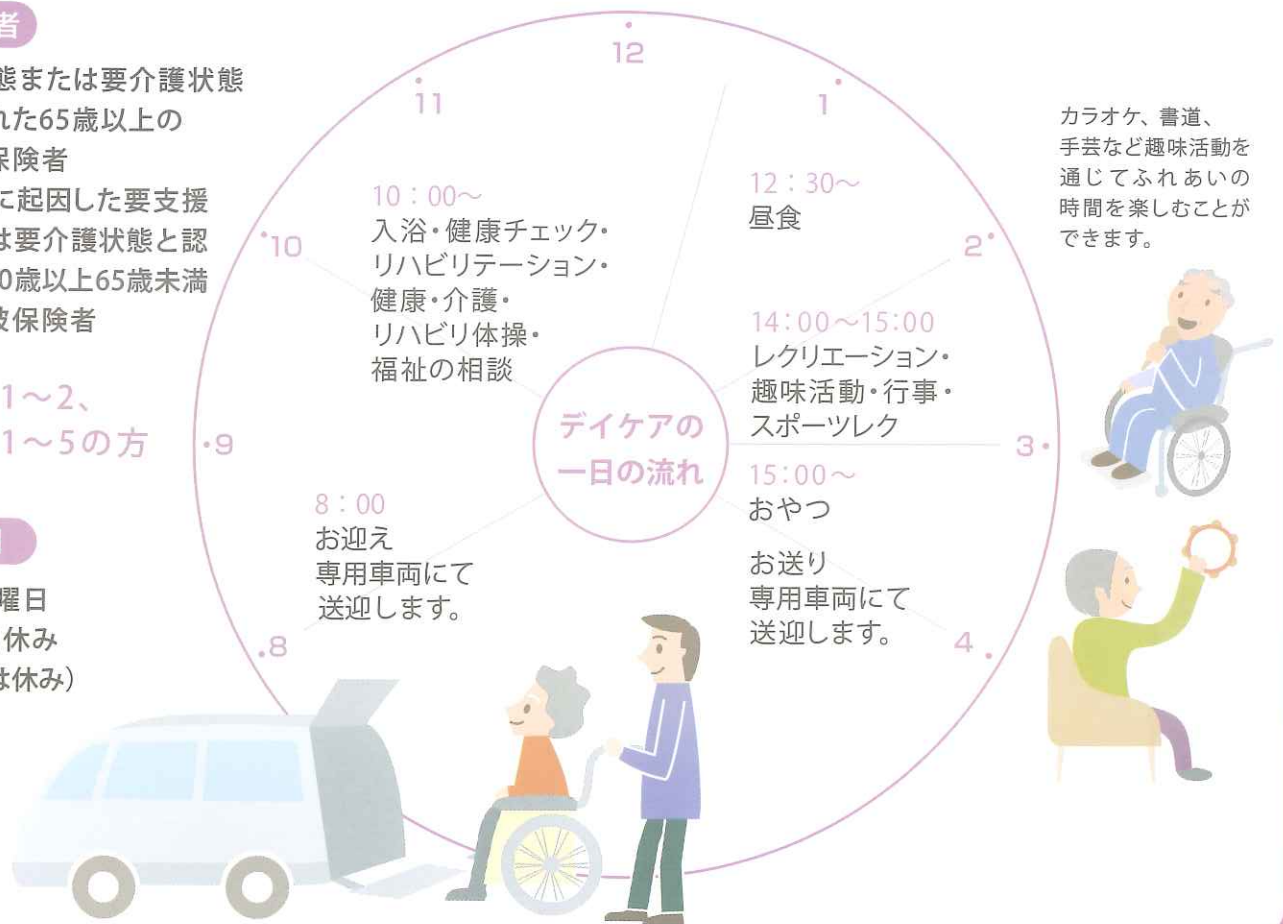 者
態または要介護状態
れた65歳以上の
保険者
に起因した要支援
は要介護状態と認
0歳以上65歳未満
被保険者
1～2、
1～5の方
曜日
休み
は休み）
デイケアの
一日の流れ
12
1
2
3
4
8
9
10
11
8：00
お迎え
専用車両にて
送迎します。
10：00～
入浴・健康チェック・
リハビリテーション・
健康・介護・
リハビリ体操・
福祉の相談
12：30～
昼食
14：00～15：00
レクリエーション・
趣味活動・行事・
スポーツレク
15：00～
おやつ
お送り
専用車両にて
送迎します。
カラオケ、書道、
手芸など趣味活動を
通じてふれあいの
時間を楽しむことが
できます。